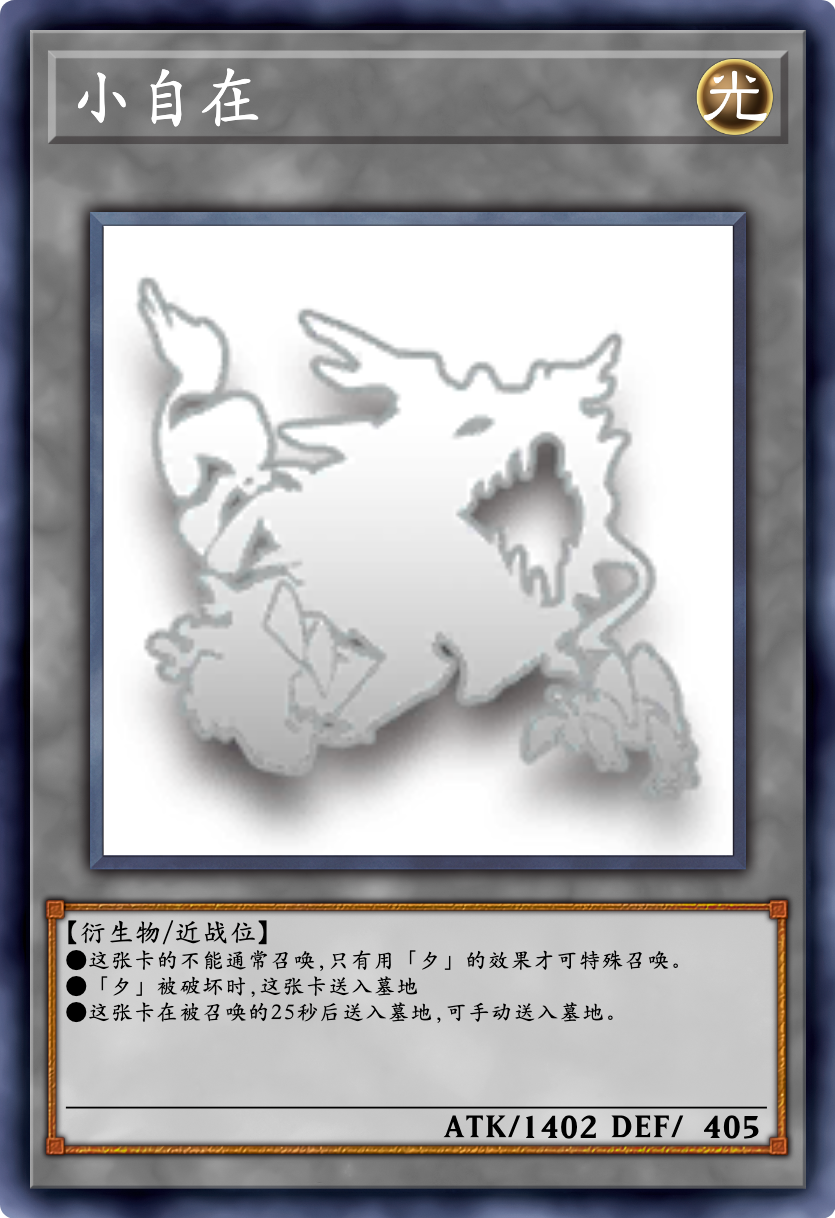 小自在
光
【衍生物/近战位】
●这张卡的不能通常召唤,只有用「夕」的效果才可特殊召唤。
●「夕」被破坏时,这张卡送入墓地
●这张卡在被召唤的25秒后送入墓地,可手动送入墓地。
ATK/1402 DEF/ 405